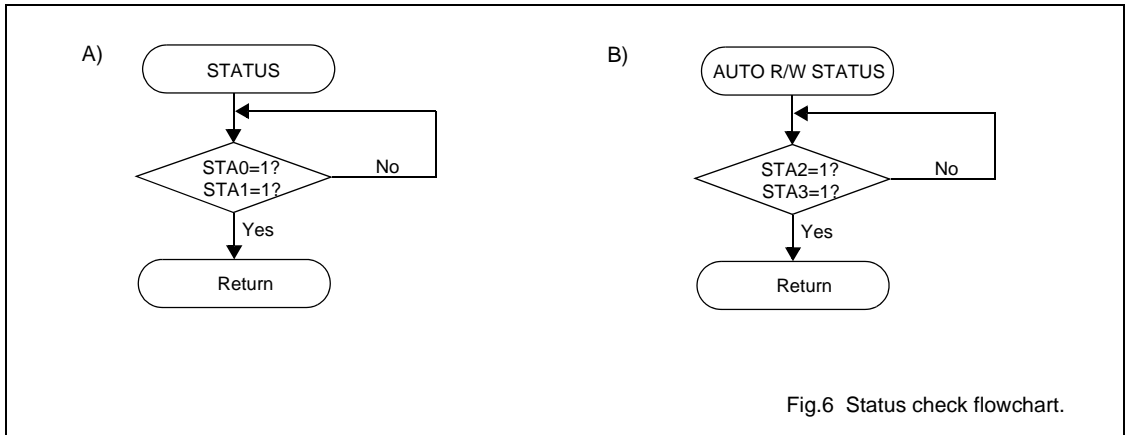 A)
STATUS
STA0=1?
STA1=1?
No
Yes
Return
B)
AUTO R/W STATUS
STA2=1?
STA3=1?
No
Yes
Return
Fig.6 Status check flowchart.